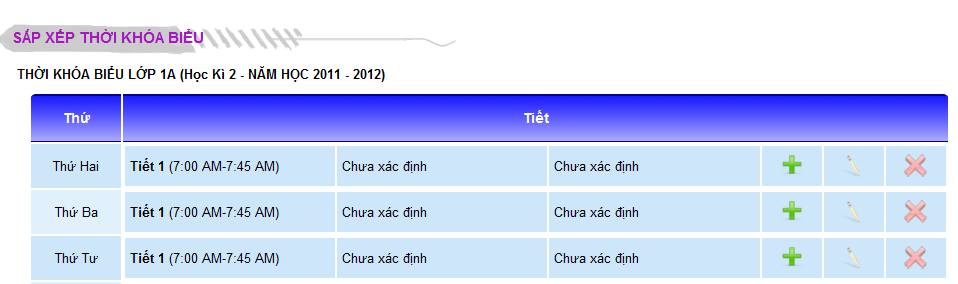 SẮP XẾP THỜI KHÓA BIỂU
THỜI KHÓA BIỂU LỚP 1A (Học Kì 2 - NĂM HỌC 2011 - 2012)
Thứ Tiết
Thứ Hai Tiết 1 (7:00 AM-7:45 AM) Chưa xác định Chưa xác định
Thứ Ba Tiết 1 (7:00 AM-7:45 AM) Chưa xác định Chưa xác định
Thứ Tư Tiết 1 (7:00 AM-7:45 AM) Chưa xác định Chưa xác định